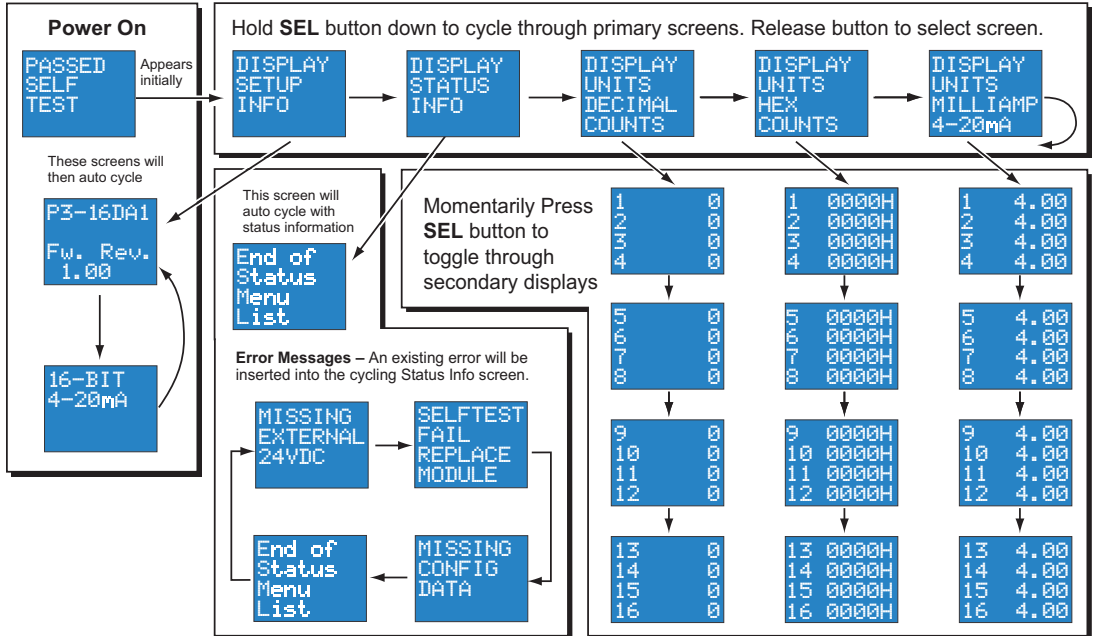 Power On
PASSED
SELF
TEST
Appears
initially
These screens will
then auto cycle
P3-16DA1
Fw. Rev.
1.00
16-BIT
4-20mA
Hold SEL button down to cycle through primary screens. Release button to select screen.
DISPLAY
SETUP
INFO
DISPLAY
STATUS
INFO
DISPLAY
UNITS
DECIMAL
COUNTS
DISPLAY
UNITS
HEX
COUNTS
DISPLAY
UNITS
MILLIAMP
4-20mA
This screen will
auto cycle with
status information
End of
Status
Menu
List
Error Messages – An existing error will be
inserted into the cycling Status Info screen.
MISSING
EXTERNAL
24VDC
SELFTEST
FAIL
REPLACE
MODULE
MISSING
CONFIG
DATA
End of
Status
Menu
List
Momentarily Press
SEL button to
toggle through
secondary displays
1 0
2 0
3 0
4 0
5 0
6 0
7 0
8 0
9 0
10 0
11 0
12 0
13 0
14 0
15 0
16 0
1 0000H
2 0000H
3 0000H
4 0000H
5 0000H
6 0000H
7 0000H
8 0000H
9 0000H
10 0000H
11 0000H
12 0000H
13 0000H
14 0000H
15 0000H
16 0000H
1 4.00
2 4.00
3 4.00
4 4.00
5 4.00
6 4.00
7 4.00
8 4.00
9 4.00
10 4.00
11 4.00
12 4.00
13 4.00
14 4.00
15 4.00
16 4.00